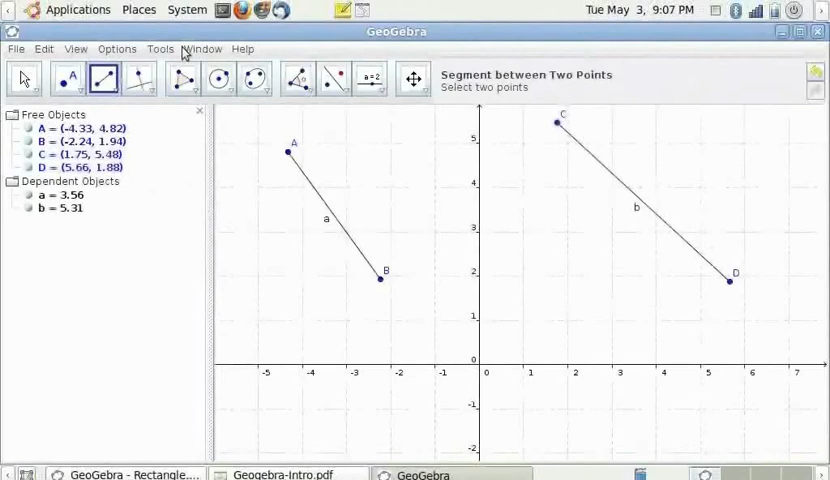 Applications Places System
Tue May 3, 9:07 PM
GeoGebra
File Edit View Options Tools Window Help
A
a=2
Segment between Two Points
Select two points
Free Objects
A = (-4.33, 4.82)
B = (-2.24, 1.94)
C = (1.75, 5.48)
D = (5.66, 1.88)
Dependent Objects
a = 3.56
b = 5.31
C
5
A
4
b
a
3
B
D
2
1
0
-5 -4 -3 -2 -1 0 1 2 3 4 5 6 7
-1
-2
GeoGebra - Rectangle.... Geogebra-Intro.pdf GeoGebra